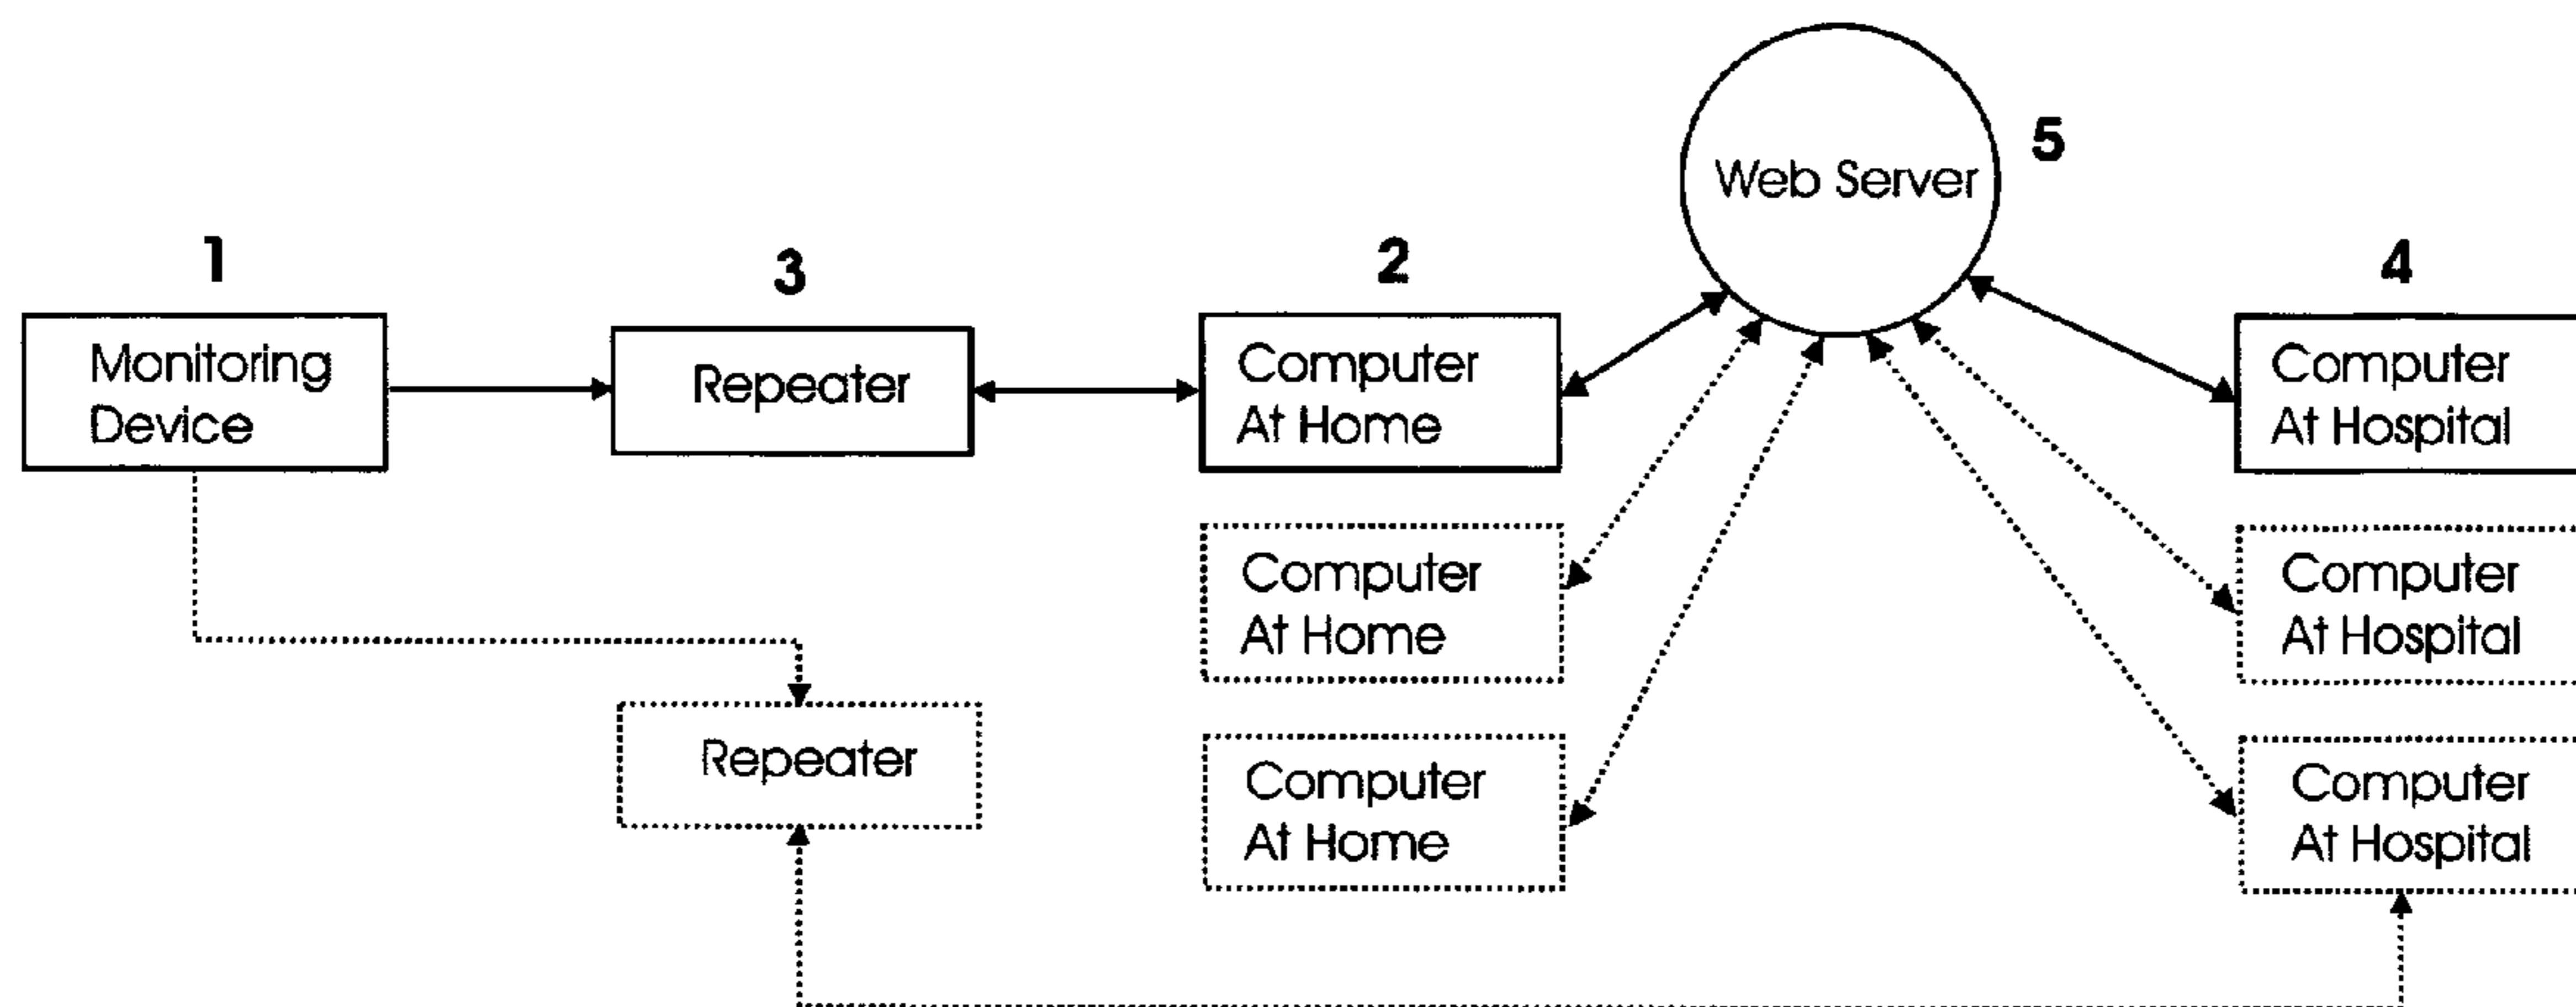 1
Monitoring
Device
3
Repeater
2
Computer
At Home
Web Server
5
4
Computer
At Hospital
Computer
At Home
Computer
At Hospital
Repeater
Computer
At Home
Computer
At Hospital